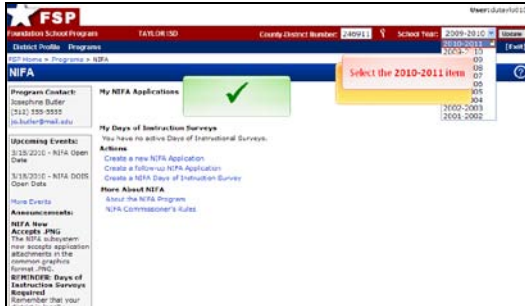 FSP
User: dutaylo01
Foundation School Program
TAYLOR ISD
County-District Number: 246911
School Year: 2009-2010
Update
District Profile Programs
[Exit]
2010-2011
FSP Home > Programs > NIFA
NIFA
Select the 2010-2011 item
2002-2003
2001-2002
Program Contact:
Josephine Butler
(512) 555-5555
jo.butler@mail.edu
My NIFA Applications
My Days of Instruction Surveys
You have no active Days of Instructional Surveys.
Actions
Create a new NIFA Application
Create a follow-up NIFA Application
Create a NIFA Days of Instruction Survey
More About NIFA
About the NIFA Program
NIFA Commissioner's Rules
Upcoming Events:
3/15/2010 - NIFA Open Date
3/15/2010 - NIFA DOIS Open Date
More Events
Announcements:
NIFA Now
Accepts .PNG
The NIFA subsystem
now accepts application
attachments in the
common graphics
format .PNG.
REMINDER: Days of
Instruction Surveys
Required
Remember that your